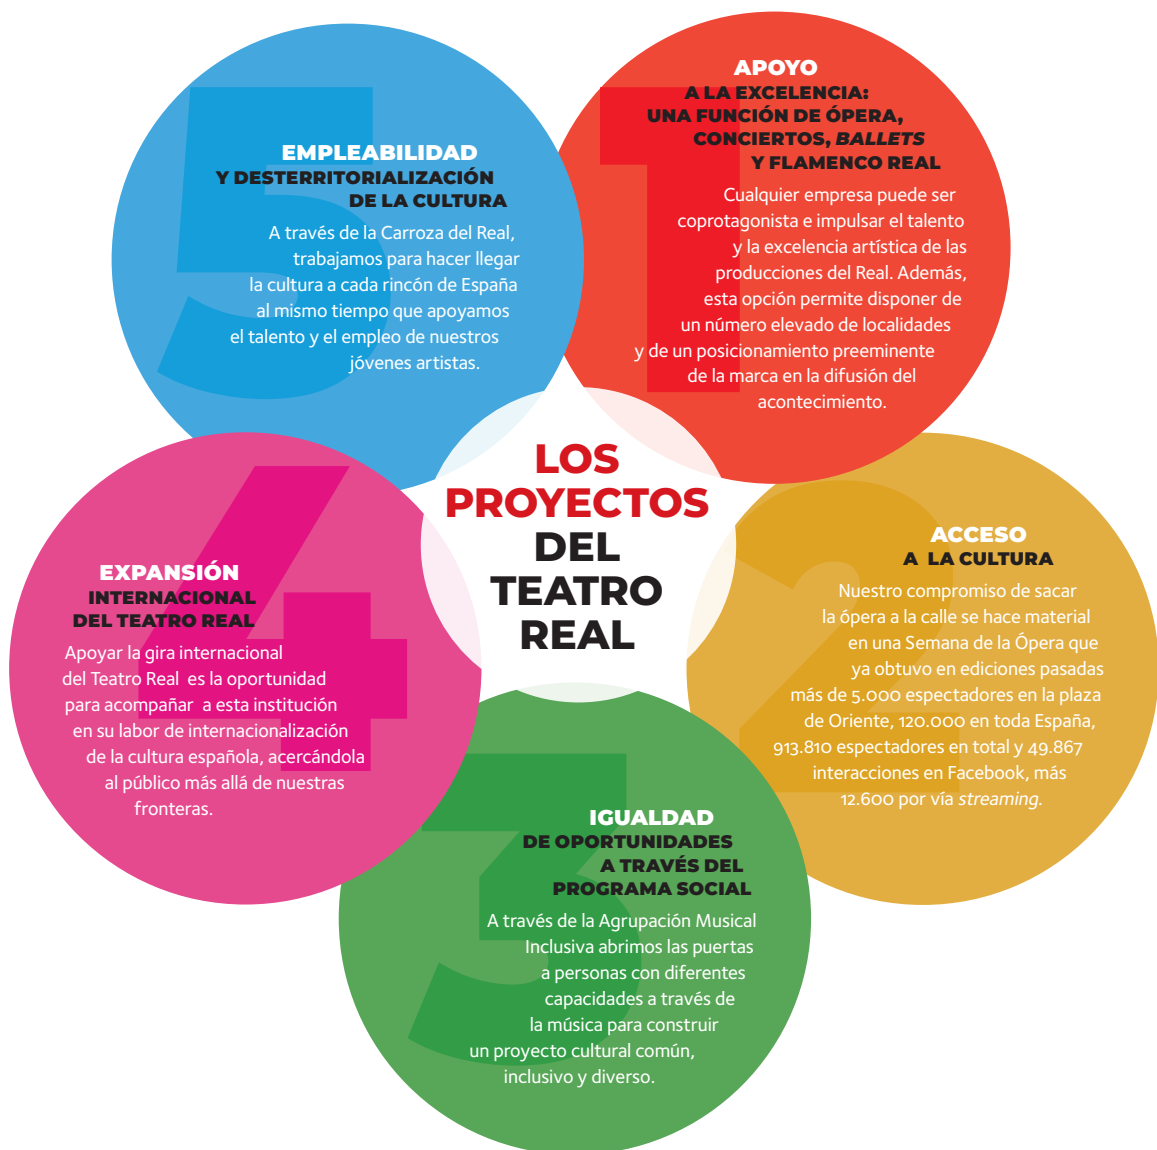 LOS
PROYECTOS
DEL
TEATRO
REAL
1
APOYO
A LA EXCELENCIA:
UNA FUNCIÓN DE ÓPERA,
CONCIERTOS, BALLETS
Y FLAMENCO REAL
Cualquier empresa puede ser
coprotagonista e impulsar el talento
y la excelencia artística de las
producciones del Real. Además,
esta opción permite disponer de
un número elevado de localidades
y de un posicionamiento preeminente
de la marca en la difusión del
acontecimiento.
2
ACCESO
A LA CULTURA
Nuestro compromiso de sacar
la ópera a la calle se hace material
en una Semana de la Ópera que
ya obtuvo en ediciones pasadas
más de 5.000 espectadores en la plaza
de Oriente, 120.000 en toda España,
913.810 espectadores en total y 49.867
interacciones en Facebook, más
12.600 por vía streaming.
3
IGUALDAD
DE OPORTUNIDADES
A TRAVÉS DEL
PROGRAMA SOCIAL
A través de la Agrupación Musical
Inclusiva abrimos las puertas
a personas con diferentes
capacidades a través de
la música para construir
un proyecto cultural común,
inclusivo y diverso.
4
EXPANSIÓN
INTERNACIONAL
DEL TEATRO REAL
Apoyar la gira internacional
del Teatro Real es la oportunidad
para acompañar a esta institución
en su labor de internacionalización
de la cultura española, acercándola
al público más allá de nuestras
fronteras.
5
EMPLEABILIDAD
Y DESTERRITORIALIZACIÓN
DE LA CULTURA
A través de la Carroza del Real,
trabajamos para hacer llegar
la cultura a cada rincón de España
al mismo tiempo que apoyamos
el talento y el empleo de nuestros
jóvenes artistas.